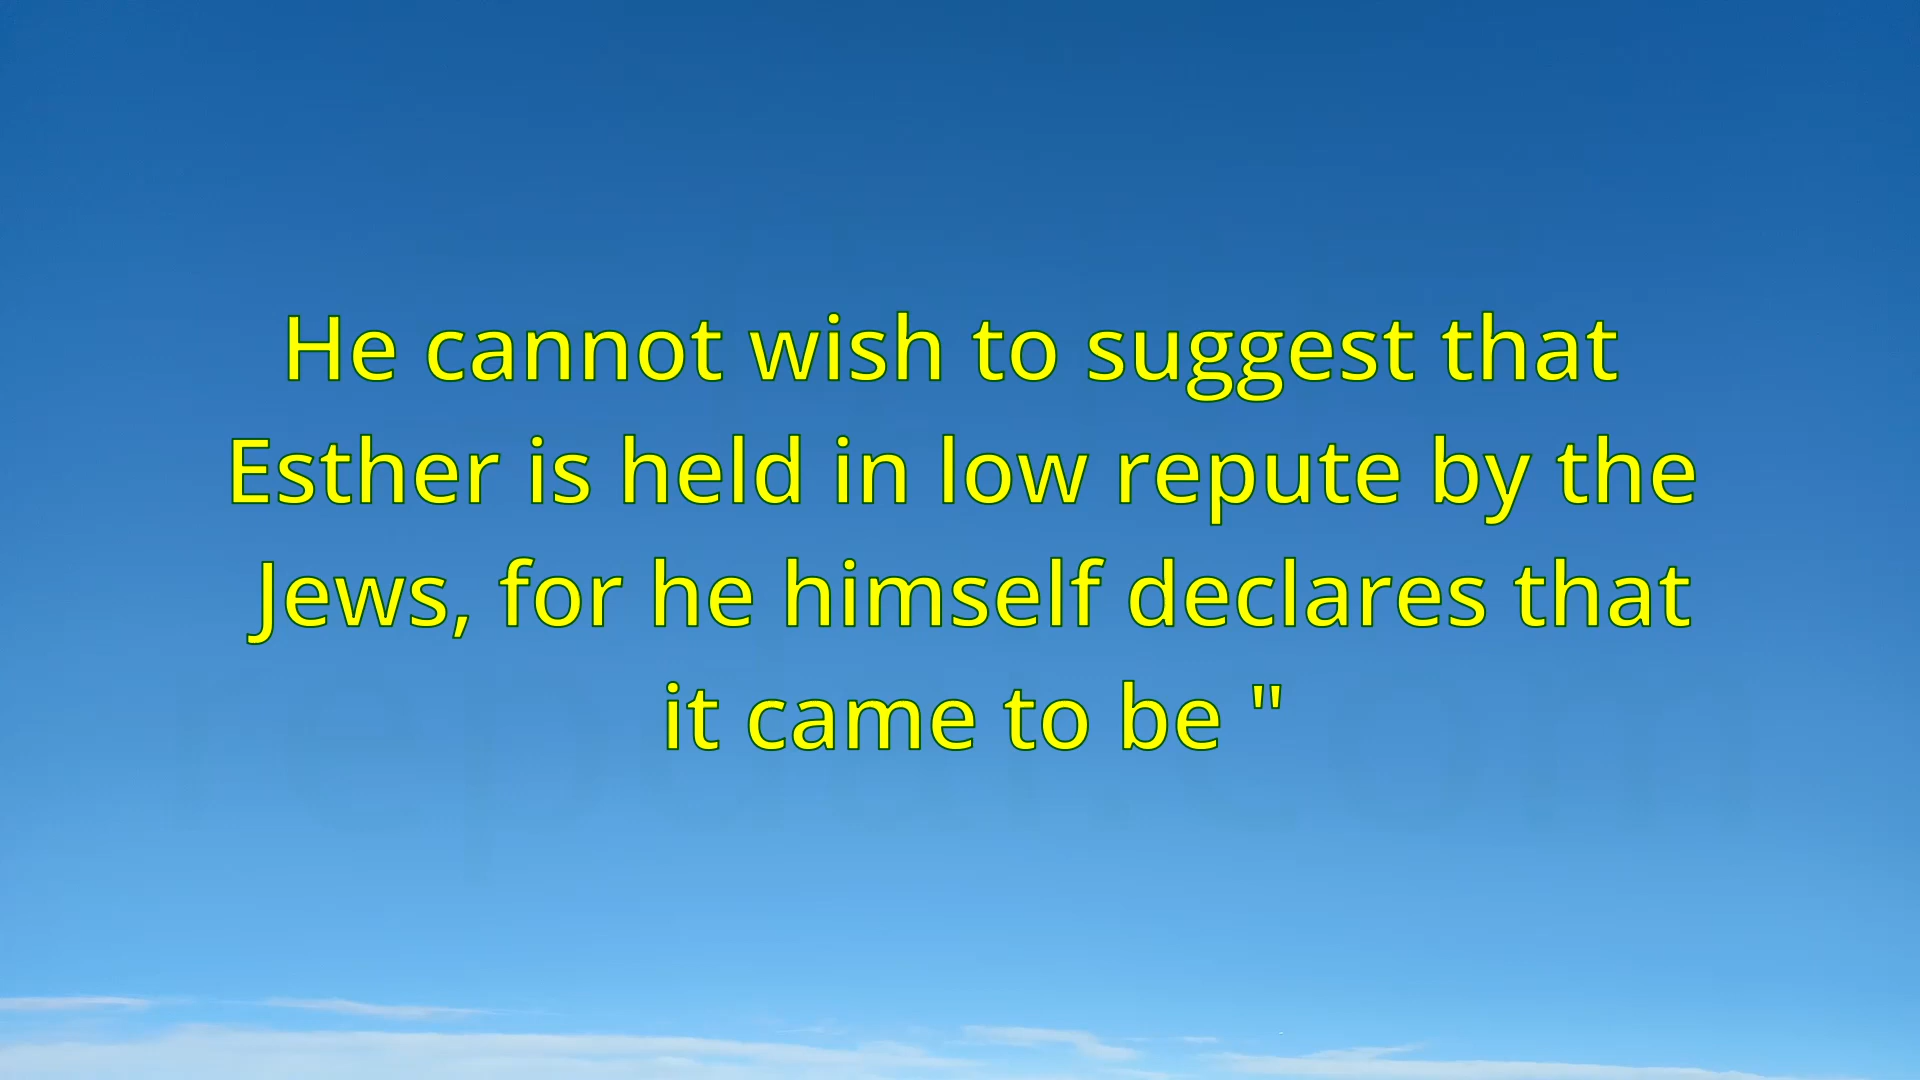 He cannot wish to suggest that
Esther is held in low repute by the
Jews, for he himself declares that
it came to be "